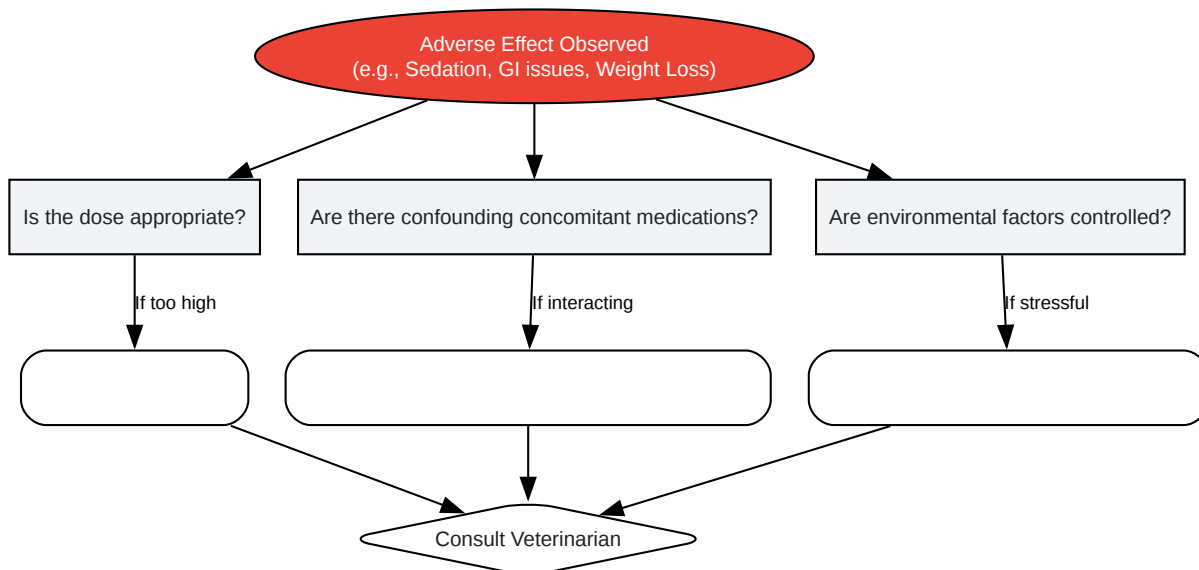 Adverse Effect Observed
(e.g., Sedation, GI issues, Weight Loss)
Is the dose appropriate?
Are there confounding concomitant medications?
Are environmental factors controlled?
If too high
If interacting
If stressful
Consult Veterinarian